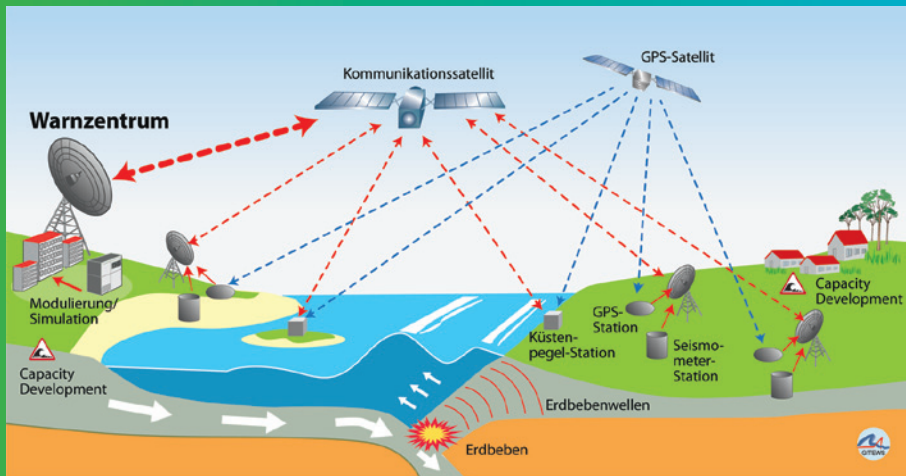 Kommunikationssatellit
GPS-Satellit
Warnzentrum
Modulierung/
Simulation
Capacity
Development
Küsten-
pegel-Station
GPS-
Station
Seismo-
meter-
Station
Capacity
Development
Erdbebenwellen
Erdbeben
GITEWS